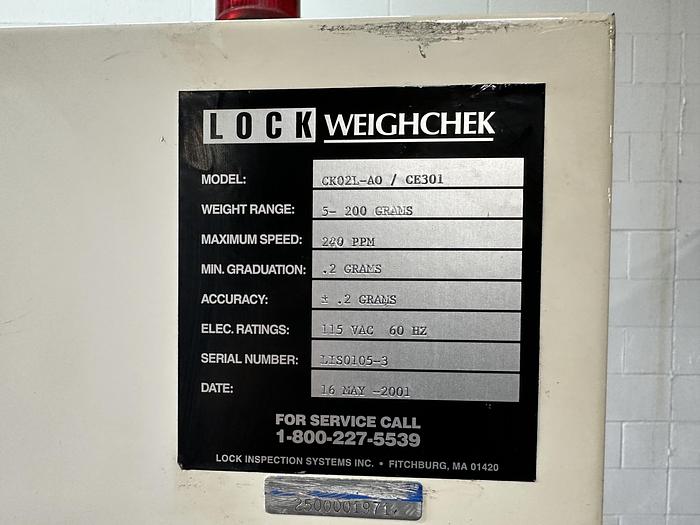 LOCK WEIGHCHEK
MODEL: CK02L-AO / CE301
WEIGHT RANGE: 5- 200 GRAMS
MAXIMUM SPEED: 240 PPM
MIN. GRADUATION: .2 GRAMS
ACCURACY: ± .2 GRAMS
ELEC. RATINGS: 115 VAC 60 HZ
SERIAL NUMBER: LIS0105-3
DATE: 16 MAY -2001
FOR SERVICE CALL
1-800-227-5539
LOCK INSPECTION SYSTEMS INC. • FITCHBURG, MA 01420